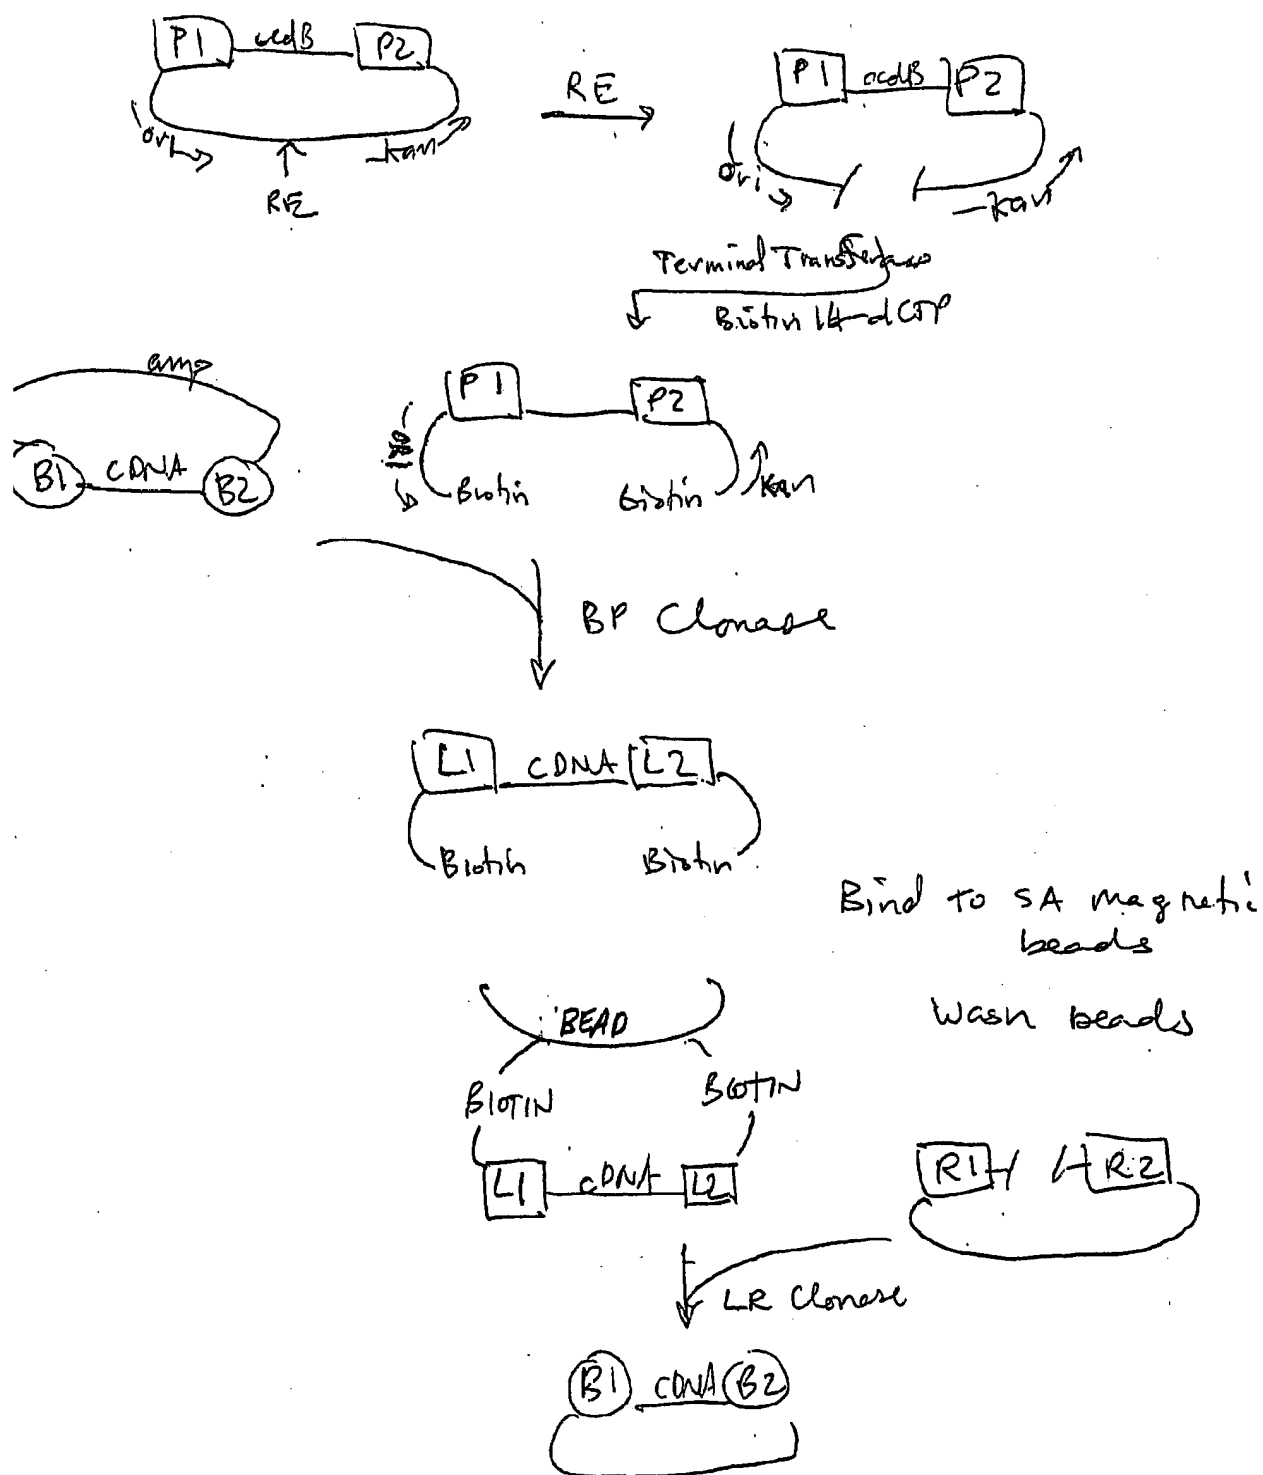 P1 ccdB P2
ori kan
RE
RE
P1 ccdB P2
ori kan
Terminal Transferase
Biotin 14-dCTP
amp
B1 cDNA B2
P1 P2
ori Biotin Biotin kan
BP Clonase
L1 cDNA L2
Biotin Biotin
Bind to SA magnetic
beads
Wash beads
BEAD
BIOTIN BIOTIN
L1 cDNA L2
R1 R2
LR Clonase
B1 cDNA B2